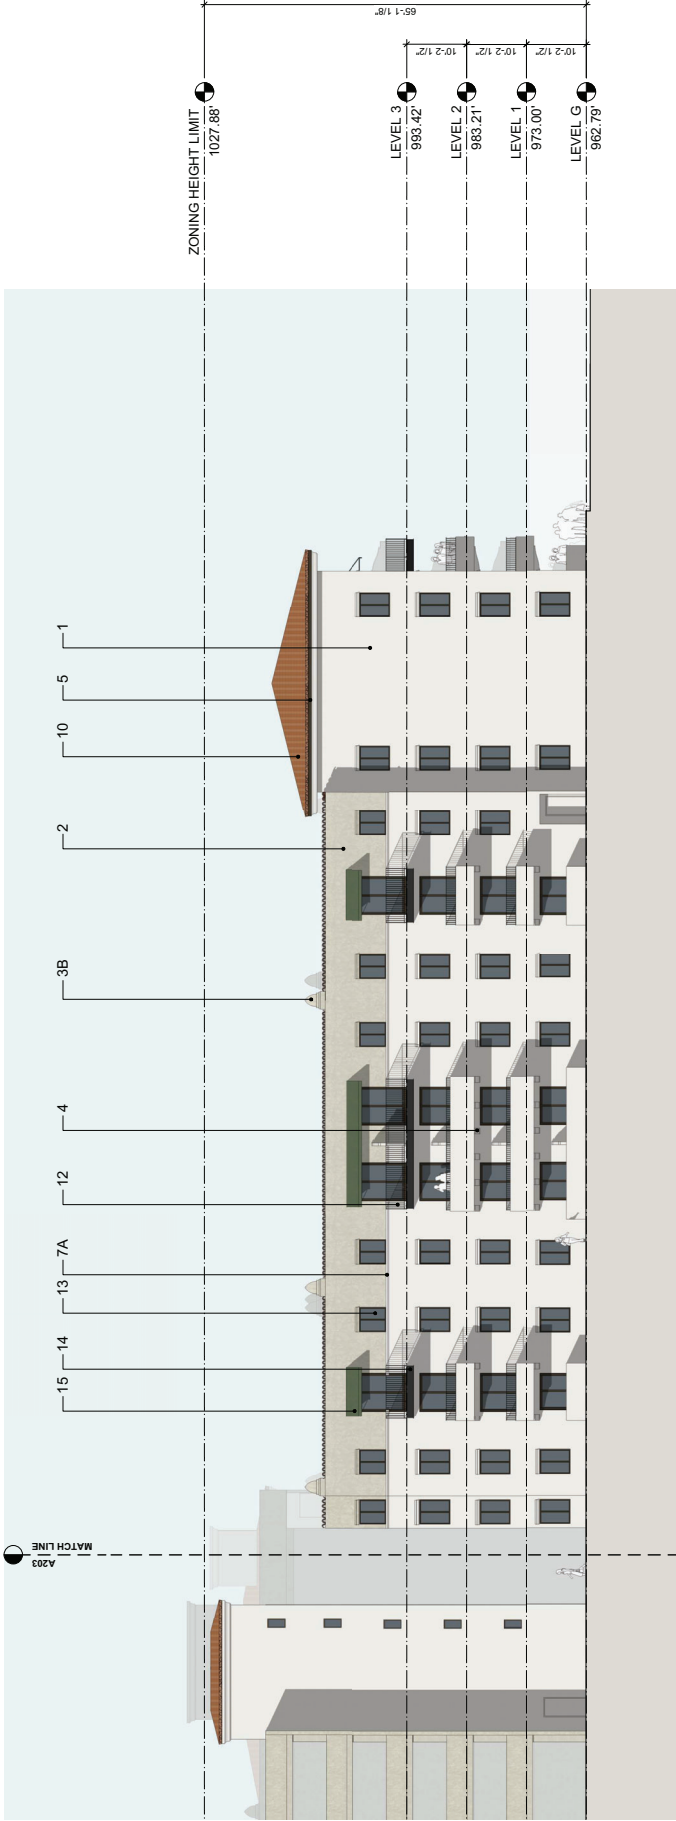 65'-1 1/8"
10'-2 1/2"
10'-2 1/2"
10'-2 1/2"
ZONING HEIGHT LIMIT
1027.88'
LEVEL 3
993.42'
LEVEL 2
983.21'
LEVEL 1
973.00'
LEVEL G
962.79'
15
14
13
7A
12
4
3B
2
10
5
1
MATCH LINE
A203